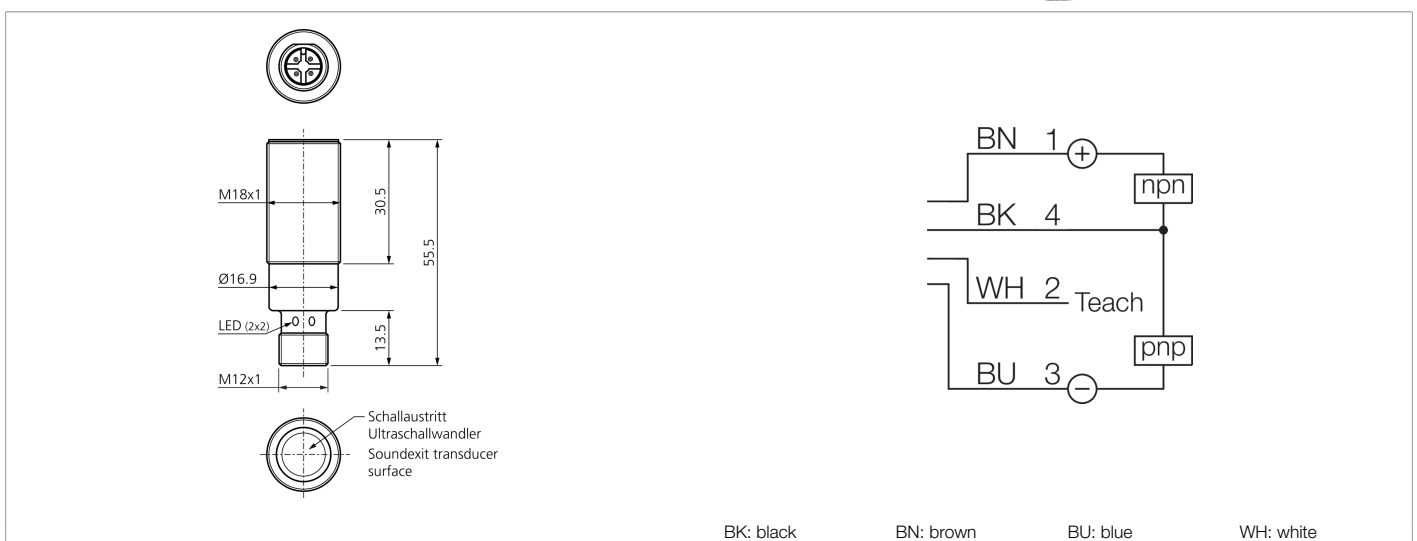 M18x1
30.5
55.5
Ø16.9
LED (2x2)
13.5
M12x1
Schallaustritt
Ultraschallwandler
Soundexit transducer
surface
BN 1
+
npn
BK 4
WH 2 Teach
pnp
BU 3
−
BK: black BN: brown BU: blue WH: white